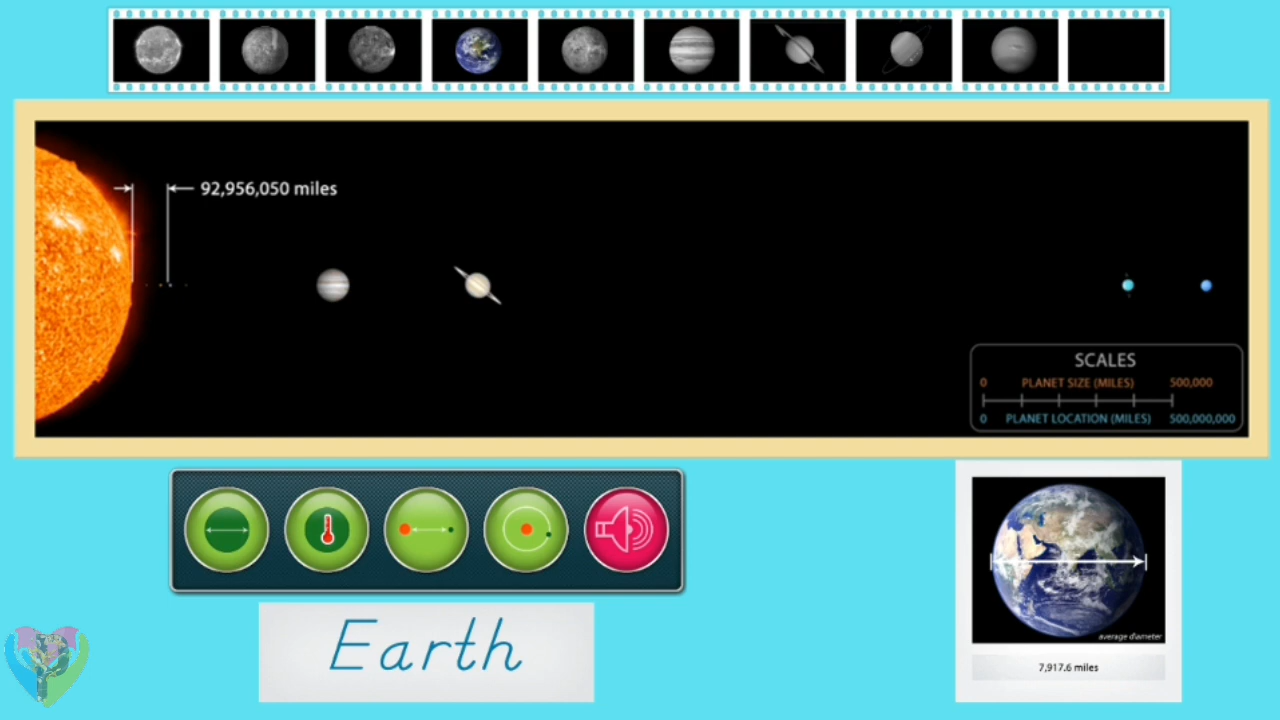 92,956,050 miles
SCALES
0 PLANET SIZE (MILES) 500,000
0 PLANET LOCATION (MILES) 500,000,000
average diameter
7,917.6 miles
Earth